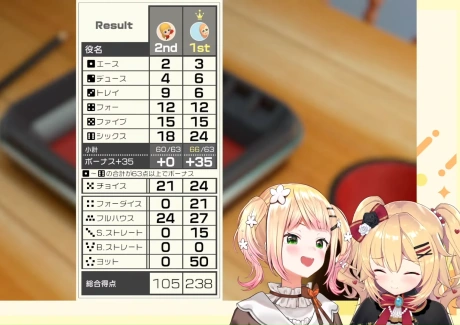 Result
役名 2nd 1st
エース 2 3
デュース 4 6
トレイ 9 6
フォー 12 12
ファイブ 15 15
シックス 18 24
小計 60/63 66/63
ボーナス+35 +0 +35
~の合計が63点以上でボーナス
チョイス 21 24
フォーダイス 0 21
フルハウス 24 27
S.ストレート 0 15
B.ストレート 0 0
ヨット 0 50
総合得点 105 238